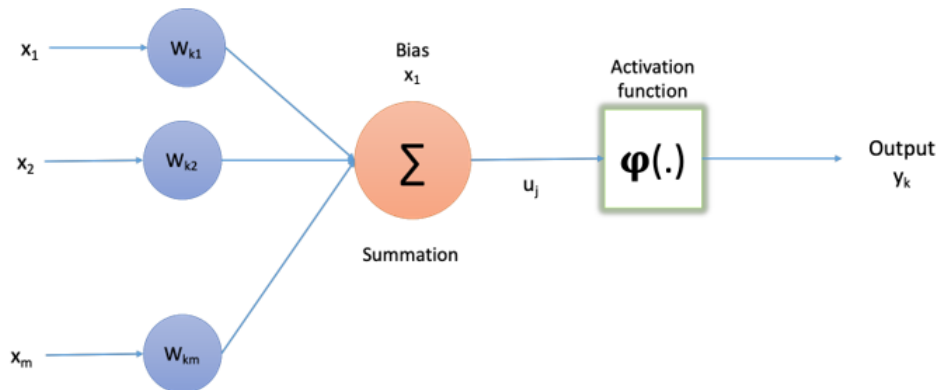 x₁
Wₖ₁
Bias
x₁
Activation
function
x₂
Wₖ₂
∑
uⱼ
φ(.)
Output
yₖ
Summation
xₘ
Wₖₘ